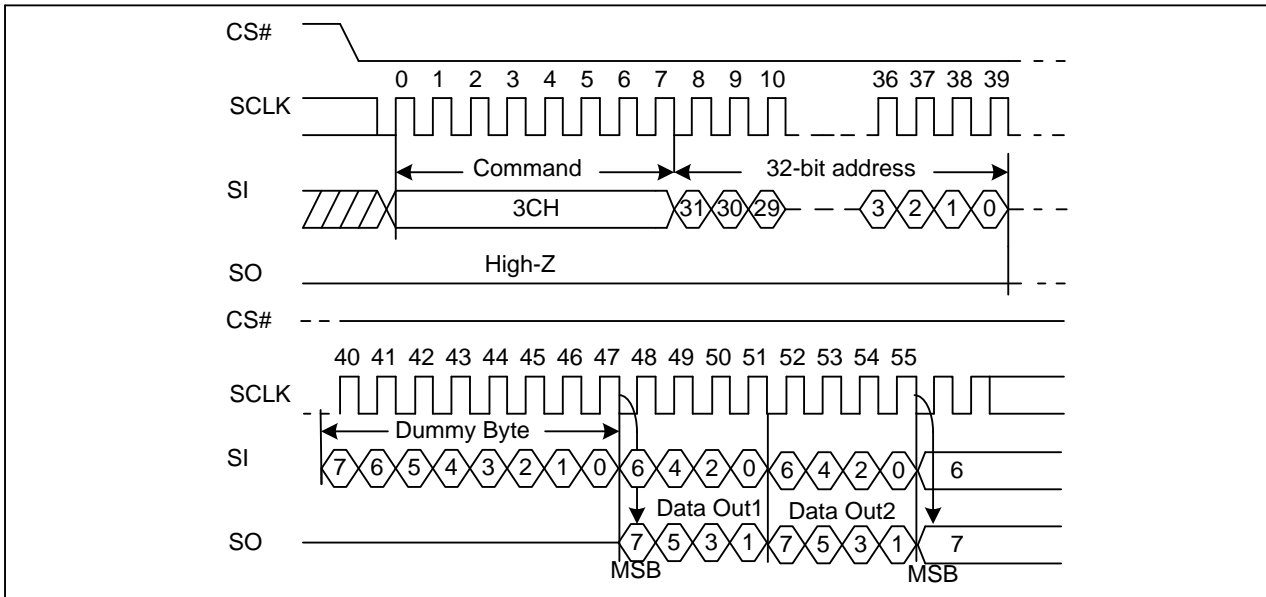 CS#
0 1 2 3 4 5 6 7 8 9 10 36 37 38 39
SCLK
Command 32-bit address
SI
3CH 31 30 29 3 2 1 0
High-Z
SO
CS#
40 41 42 43 44 45 46 47 48 49 50 51 52 53 54 55
SCLK
Dummy Byte
SI
7 6 5 4 3 2 1 0 6 4 2 0 6 4 2 0 6
Data Out1 Data Out2
SO
7 5 3 1 7 5 3 1 7
MSB MSB